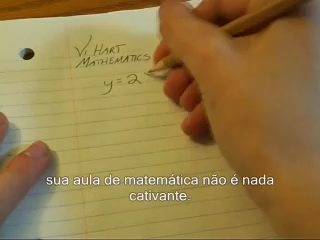 Vi Hart
Mathematics
y=2
sua aula de matemática não é nada
cativante.